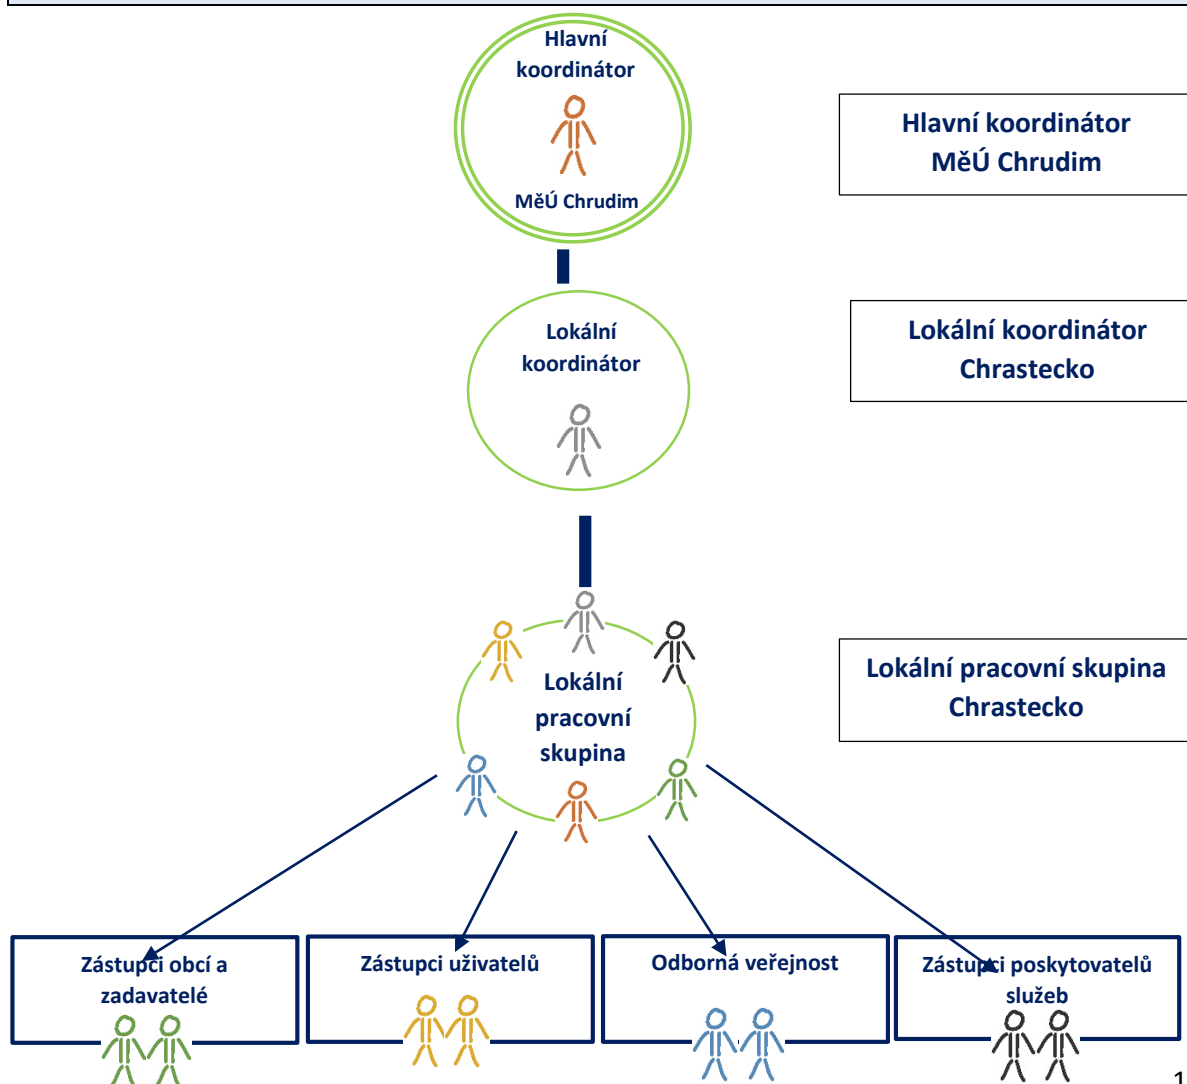 Hlavní
koordinátor
MěÚ Chrudim
Hlavní koordinátor
MěÚ Chrudim
Lokální
koordinátor
Lokální koordinátor
Chrastecko
Lokální
pracovní
skupina
Lokální pracovní skupina
Chrastecko
Zástupci obcí a
zadavatelé
Zástupci uživatelů
Odborná veřejnost
Zástupci poskytovatelů
služeb
1